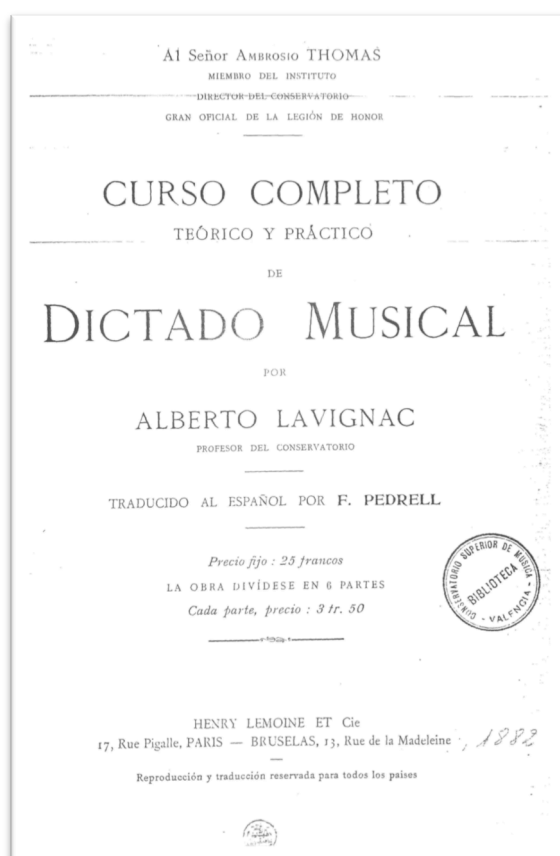 Al Señor Ambrosio THOMAS
MIEMBRO DEL INSTITUTO
DIRECTOR DEL CONSERVATORIO
GRAN OFICIAL DE LA LEGIÓN DE HONOR
CURSO COMPLETO
TEÓRICO Y PRÁCTICO
DE
DICTADO MUSICAL
POR
ALBERTO LAVIGNAC
PROFESOR DEL CONSERVATORIO
TRADUCIDO AL ESPAÑOL POR F. PEDRELL
Precio fijo : 25 francos
LA OBRA DIVÍDESE EN 6 PARTES
Cada parte, precio : 3 fr. 50
CONSERVATORIO SUPERIOR DE MUSICA
BIBLIOTECA
- VALENCIA -
HENRY LEMOINE ET Cie
17, Rue Pigalle, PARIS — BRUSELAS, 13, Rue de la Madeleine , 1882
Reproducción y traducción reservada para todos los paises